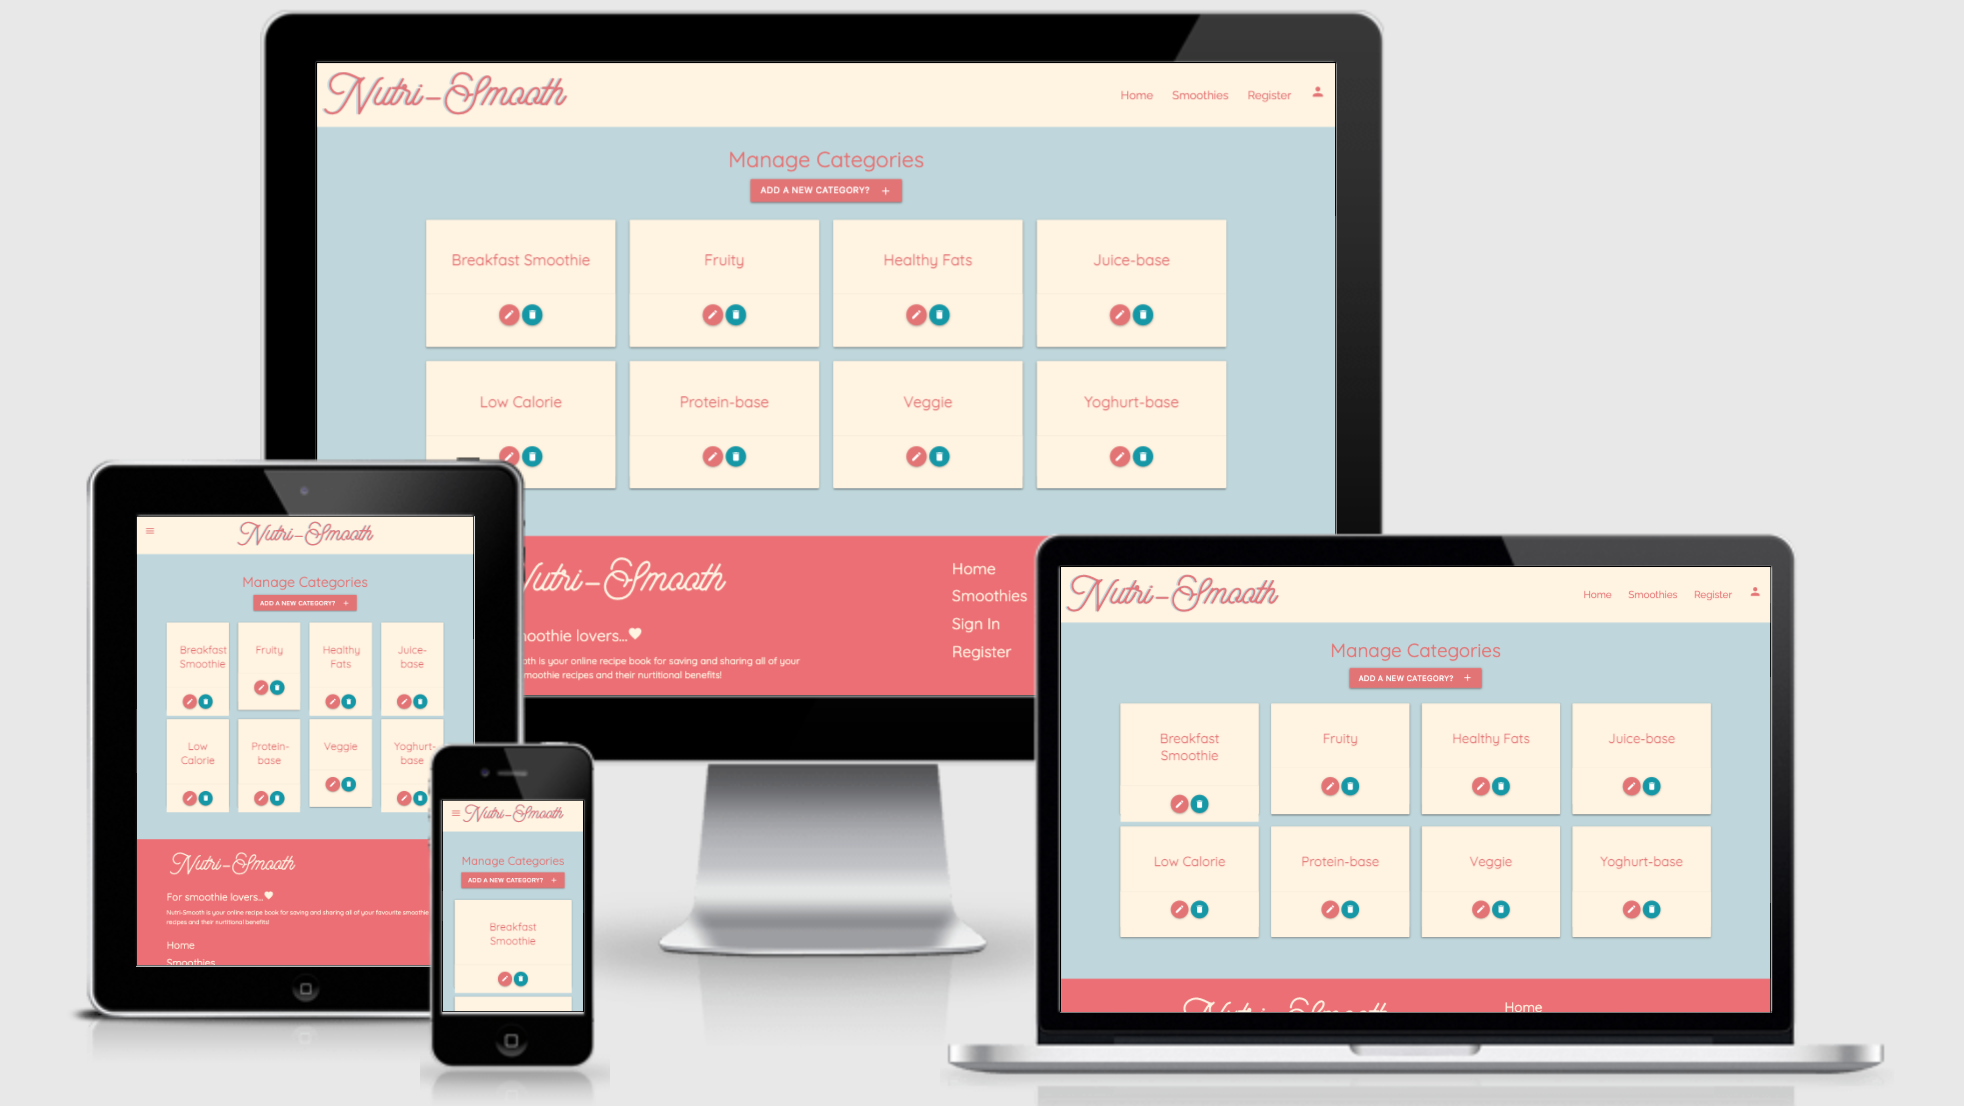 Nutri-Smooth
Home Smoothies Register
Manage Categories
ADD A NEW CATEGORY? +
Breakfast Smoothie Fruity Healthy Fats Juice-base
Low Calorie Protein-base Veggie Yoghurt-base
Nutri-Smooth
smoothie lovers...
is your online recipe book for saving and sharing all of your
smoothie recipes and their nurtitional benefits!
Home
Smoothies
Sign In
Register
Nutri-Smooth
Manage Categories
ADD A NEW CATEGORY? +
Breakfast Fruity Healthy Juice-
Smoothie Fats base
Low Protein- Veggie Yoghurt-
Calorie base base
Nutri-Smooth
For smoothie lovers...
Nutri-Smooth is your online recipe book for saving and sharing all of your favourite smoothie
recipes and their nurtitional benefits!
Home
Smoothies
Nutri-Smooth
Manage Categories
ADD A NEW CATEGORY? +
Breakfast
Smoothie
Nutri-Smooth
Home Smoothies Register
Manage Categories
ADD A NEW CATEGORY? +
Breakfast Fruity Healthy Fats Juice-base
Smoothie
Low Calorie Protein-base Veggie Yoghurt-base
Nutri-Smooth
Home